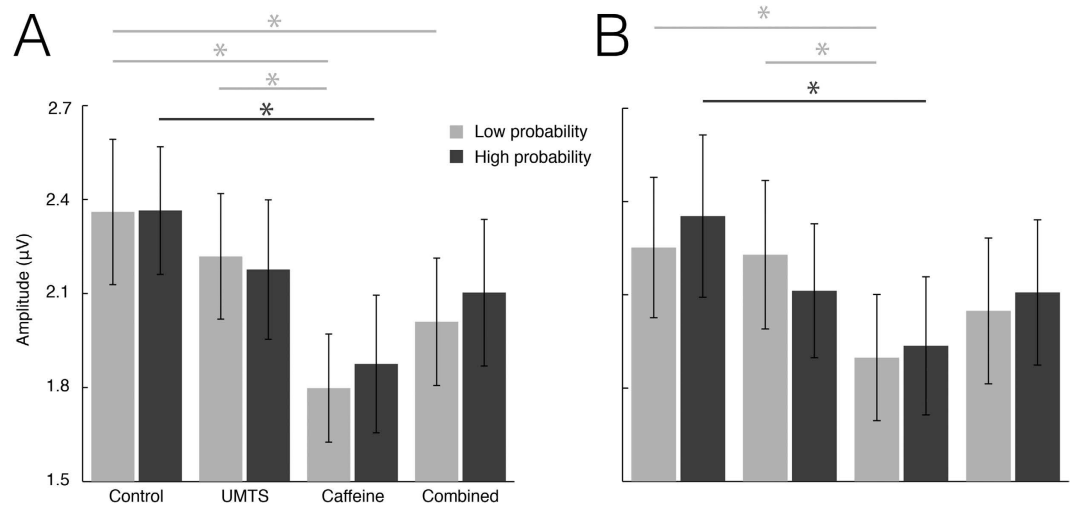 A
B
*
*
*
*
*
*
*
2.7
2.4
2.1
1.8
1.5
Amplitude (µV)
Low probability
High probability
Control UMTS Caffeine Combined